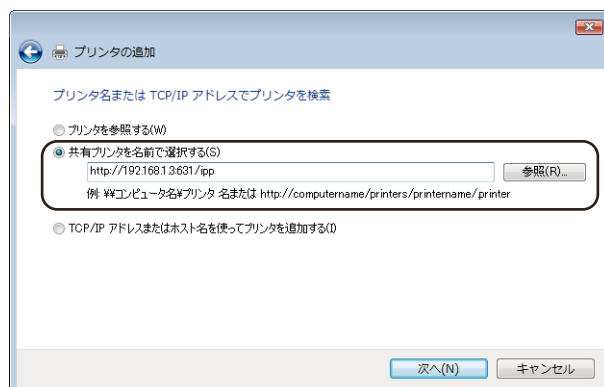 プリンタの追加
プリンタ名または TCP/IP アドレスでプリンタを検索
プリンタを参照する(W)
共有プリンタを名前で選択する(S)
http://192.168.1.3:631/ipp 参照(R)...
例: ¥¥コンピュータ名¥プリンタ 名または http://computername/printers/printername/printer
TCP/IP アドレスまたはホスト名を使ってプリンタを追加する(I)
次へ(N) キャンセル